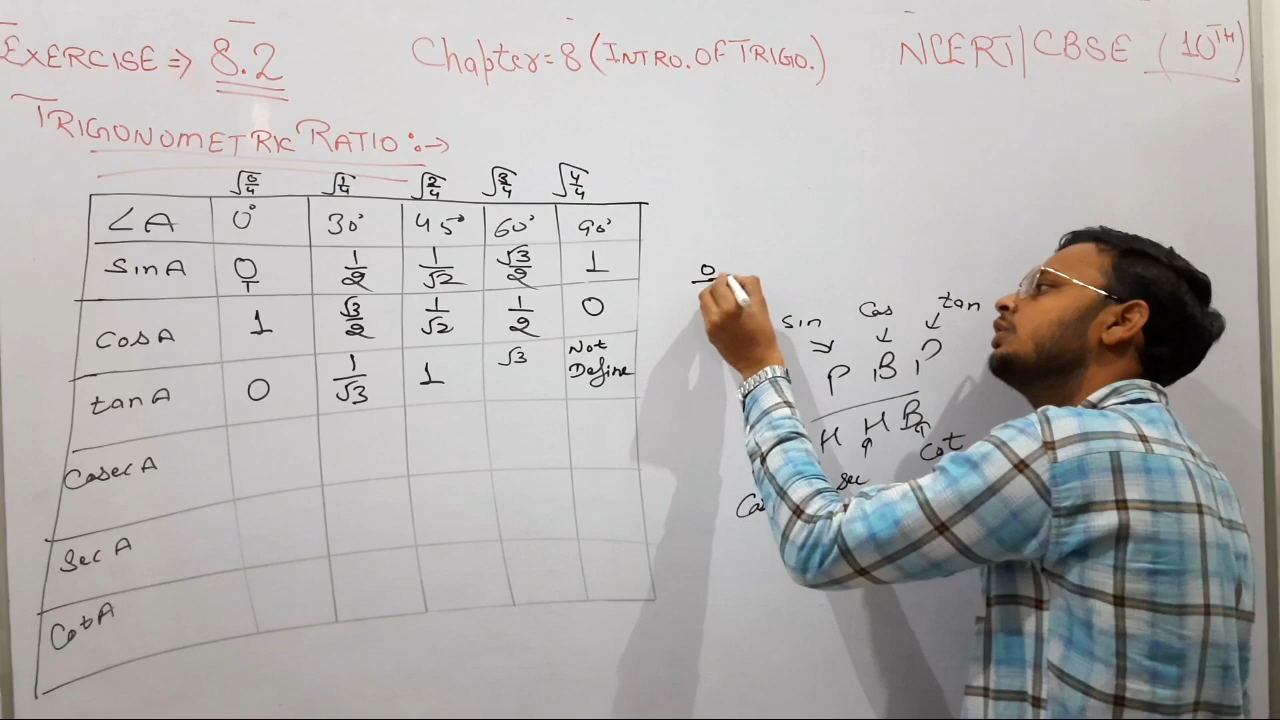 EXERCISE ⇒ 8.2
Chapter = 8 (INTRO. OF TRIGO.)
NCERT/CBSE (10TH)
TRIGONOMETRIC RATIO :→
√0/4 √1/4 √2/4 √3/4 √4/4
∠A 0° 30° 45° 60° 90°
SinA 0/1 1/2 1/√2 √3/2 1
CosA 1 √3/2 1/√2 1/2 0
tanA 0 1/√3 1 √3 Not Define
CosecA
Sec A
CotA
0
sin Cos tan
P B P
H H B
sec Cot